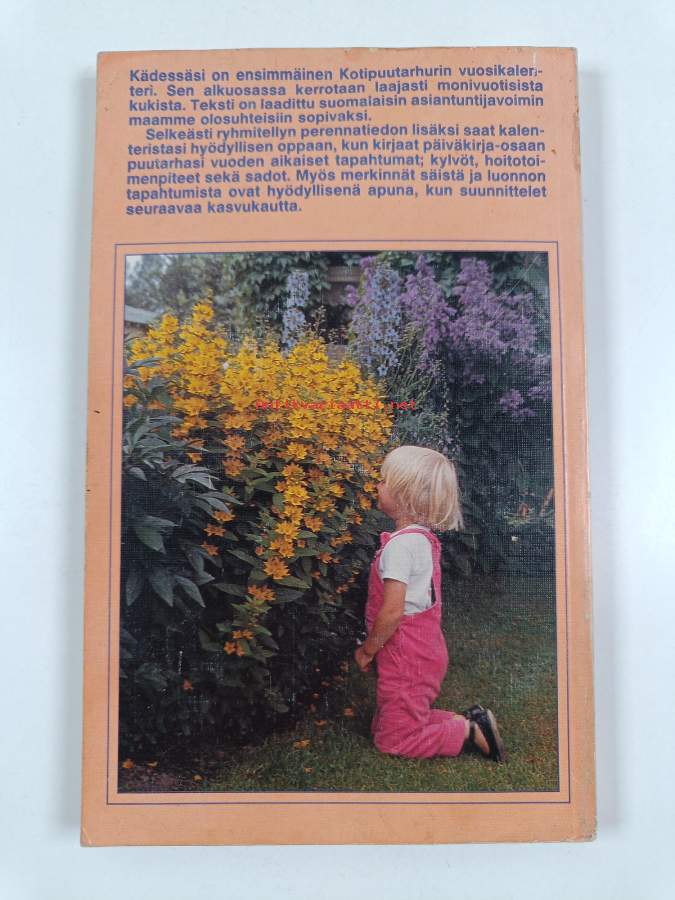 Kädessäsi on ensimmäinen Kotipuutarhurin vuosikalen-
teri. Sen alkuosassa kerrotaan laajasti monivuotisista
kukista. Teksti on laadittu suomalaisin asiantuntijavoimin
maamme olosuhteisiin sopivaksi.
Selkeästi ryhmitellyn perennatiedon lisäksi saat kalen-
teristasi hyödyllisen oppaan, kun kirjaat päiväkirja-osaan
puutarhasi vuoden aikaiset tapahtumat; kylvöt, hoitotoi-
menpiteet sekä sadot. Myös merkinnät säistä ja luonnon
tapahtumista ovat hyödyllisenä apuna, kun suunnittelet
seuraavaa kasvukautta.